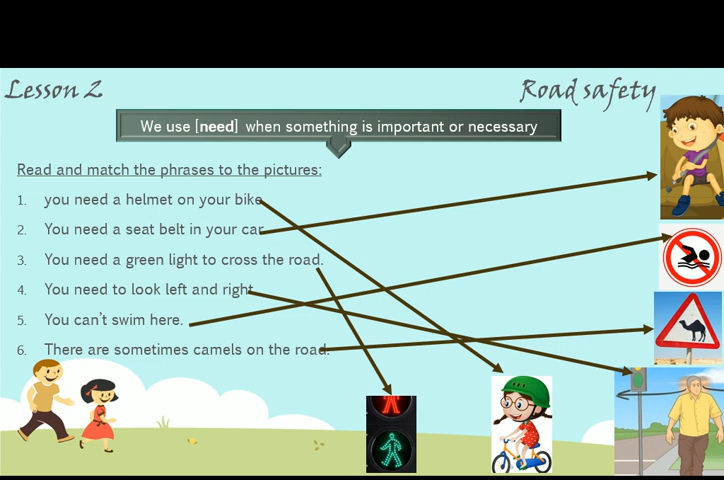 Lesson 2
Road safety
We use [need] when something is important or necessary
Read and match the phrases to the pictures:
1. you need a helmet on your bike
2. You need a seat belt in your car
3. You need a green light to cross the road.
4. You need to look left and right
5. You can't swim here.
6. There are sometimes camels on the road.